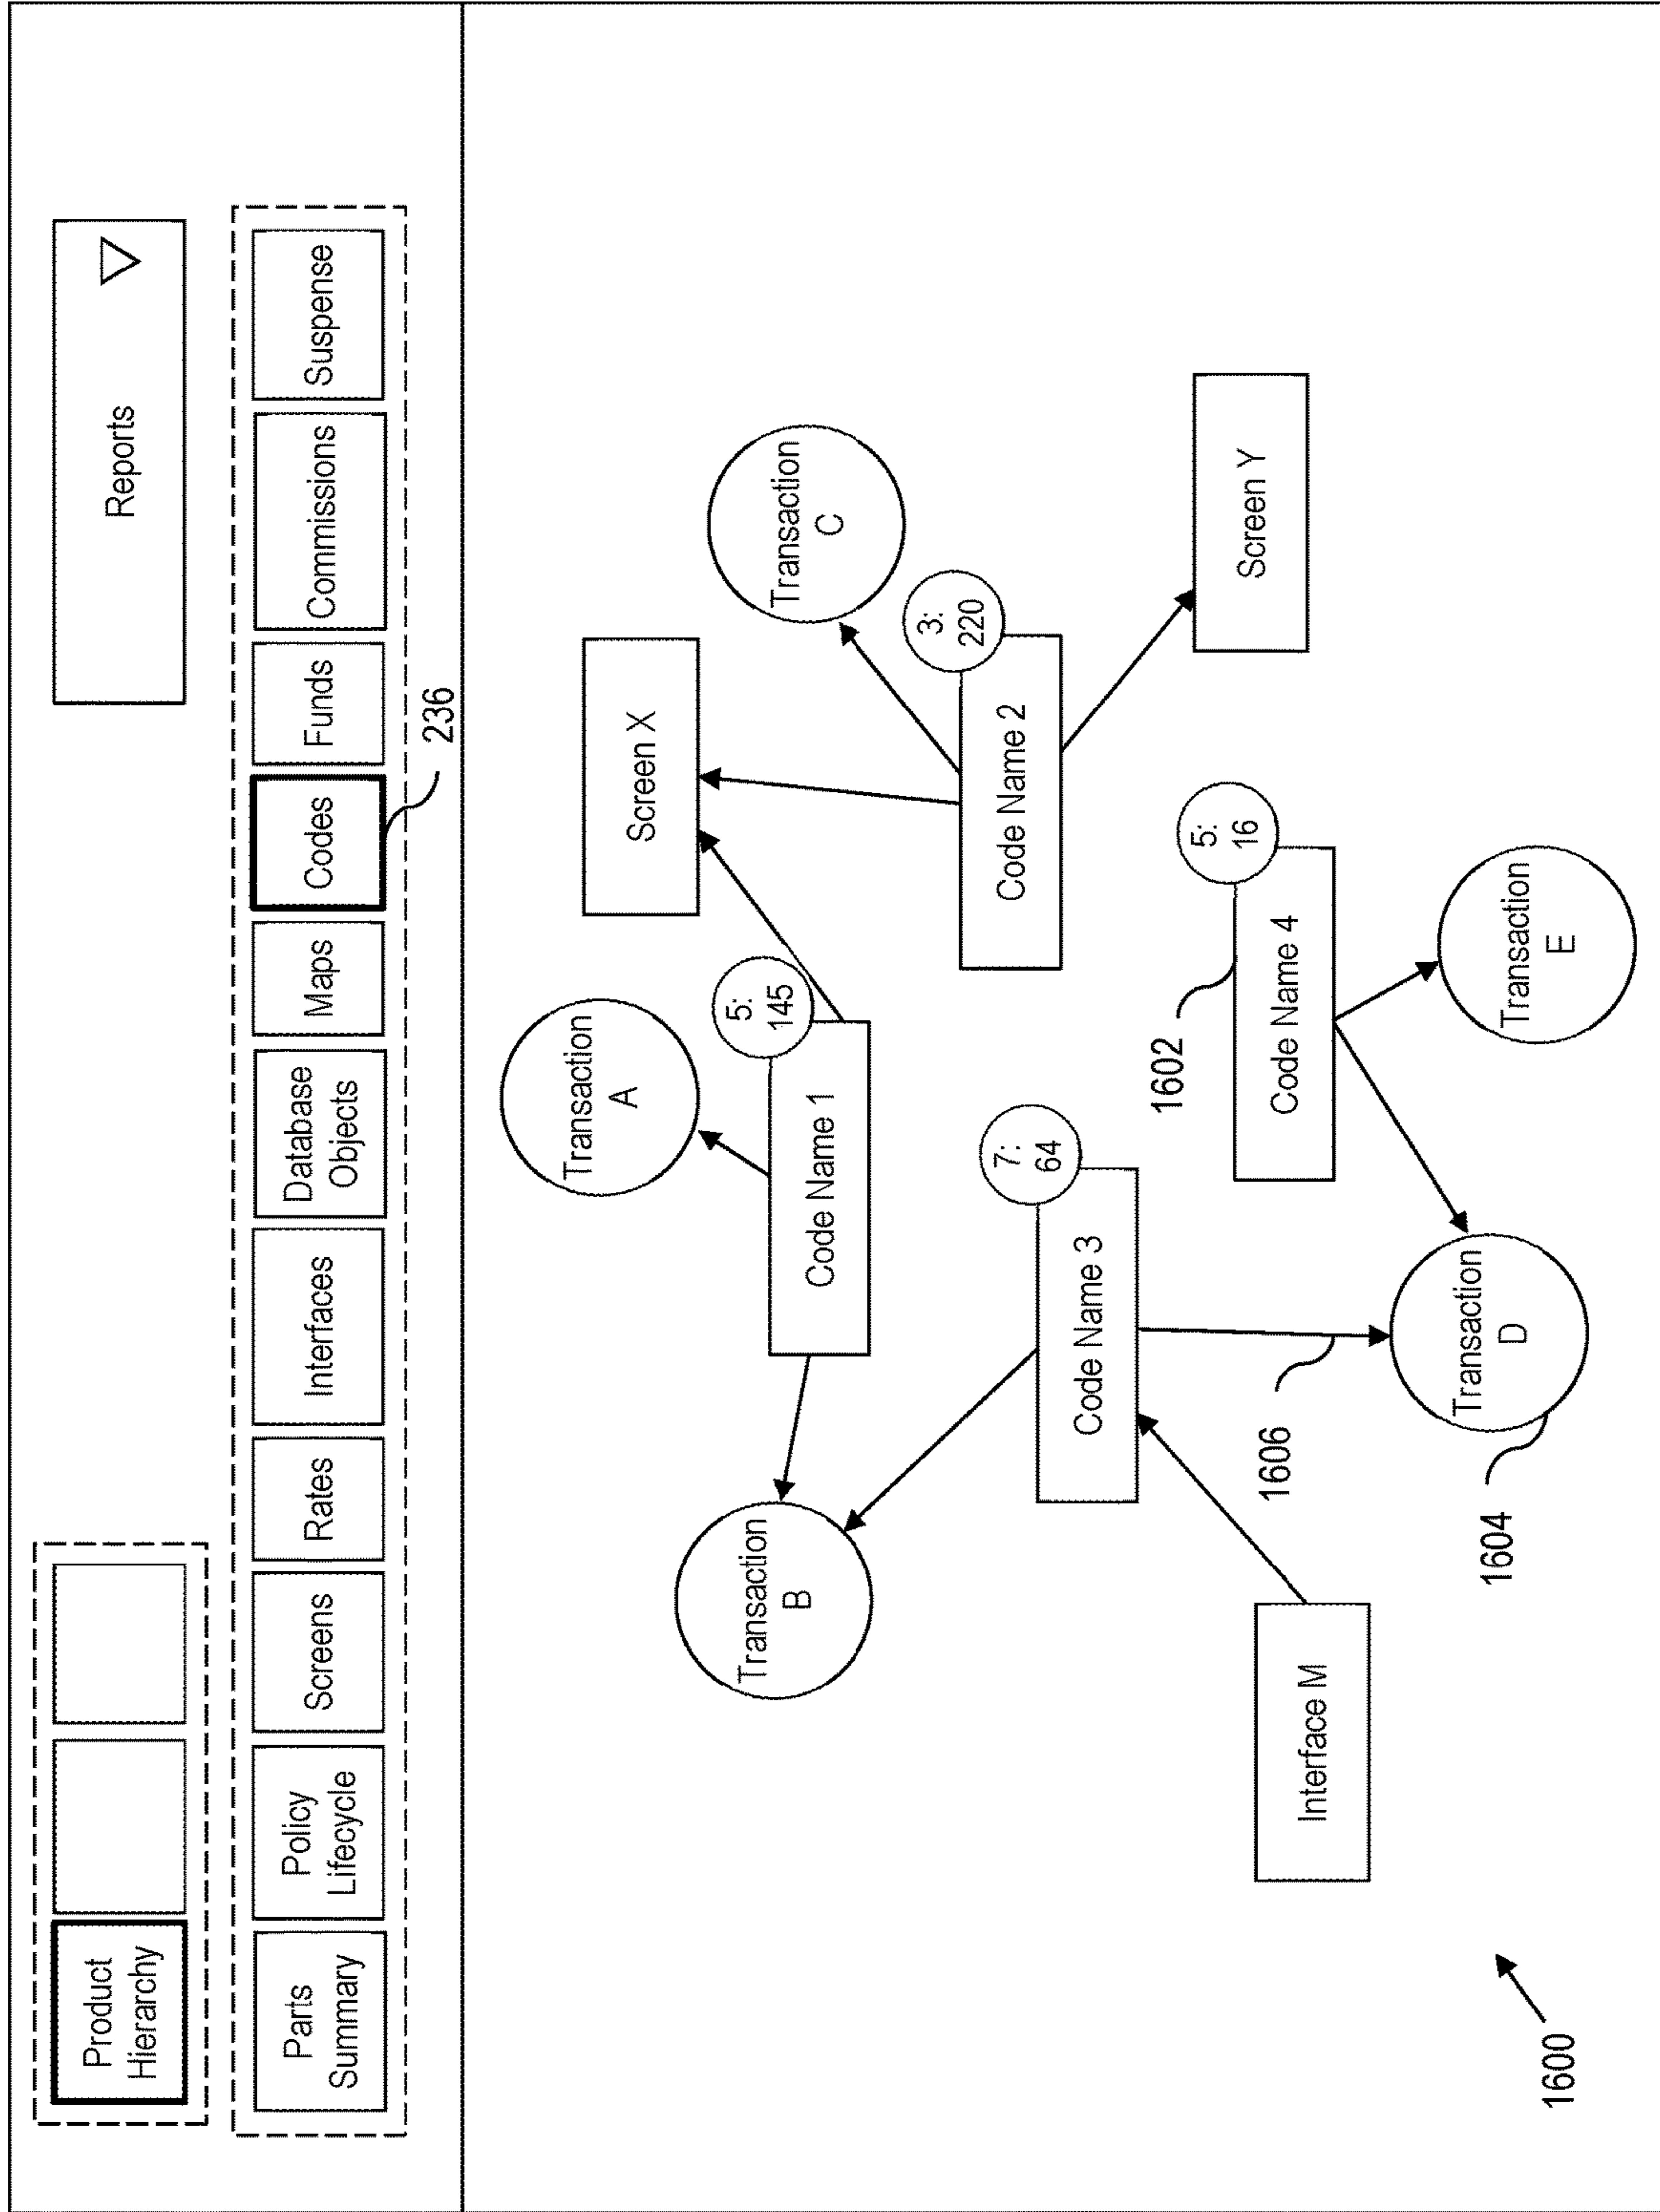 Product
Hierarchy
Reports
Parts
Summary
Policy
Lifecycle
Screens
Rates
Interfaces
Database
Objects
Maps
Codes
Funds
Commissions
Suspense
236
Transaction
A
Screen X
Transaction
B
5:
145
Code Name 1
Transaction
C
3:
220
Code Name 2
7:
64
Code Name 3
1602
5:
16
Code Name 4
Screen Y
Interface M
1606
Transaction
D
Transaction
E
1604
1600